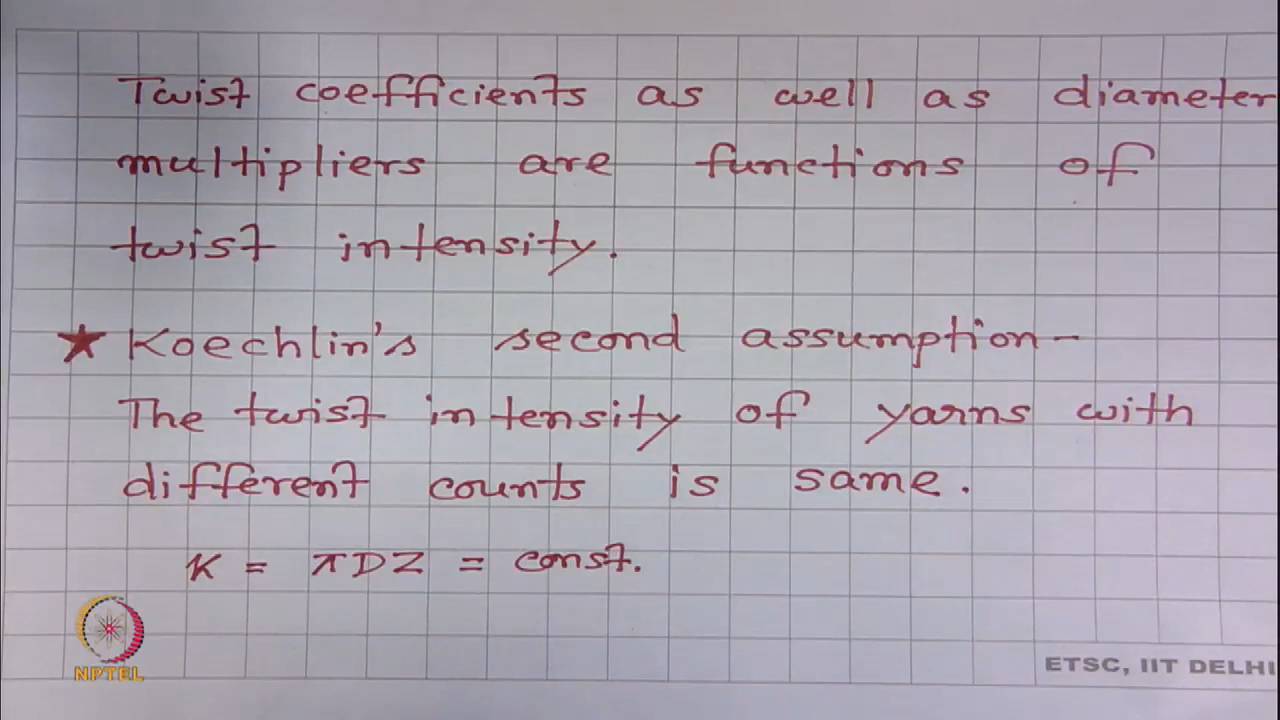 Twist coefficients as well as diameter
multipliers are functions of
twist intensity.
★ Koechlin's second assumption-
The twist intensity of yarns with
different counts is same.
K = πDZ = const.
NPTEL
ETSC, IIT DELHI